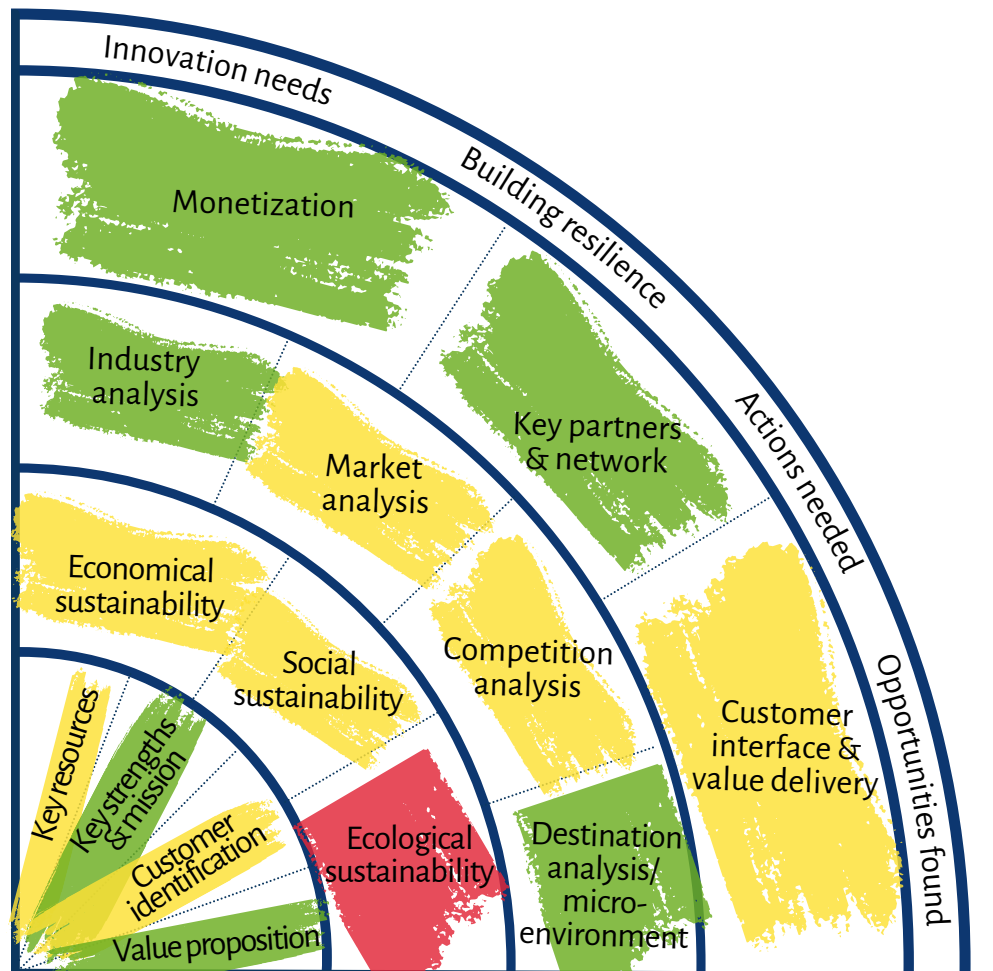 Innovation needs
Building resilience
Actions needed
Opportunities found
Monetization
Key partners
& network
Customer
interface &
value delivery
Industry
analysis
Market
analysis
Competition
analysis
Destination
analysis/
micro-
environment
Economical
sustainability
Social
sustainability
Ecological
sustainability
Key resources
Key strengths
& mission
Customer
identification
Value proposition